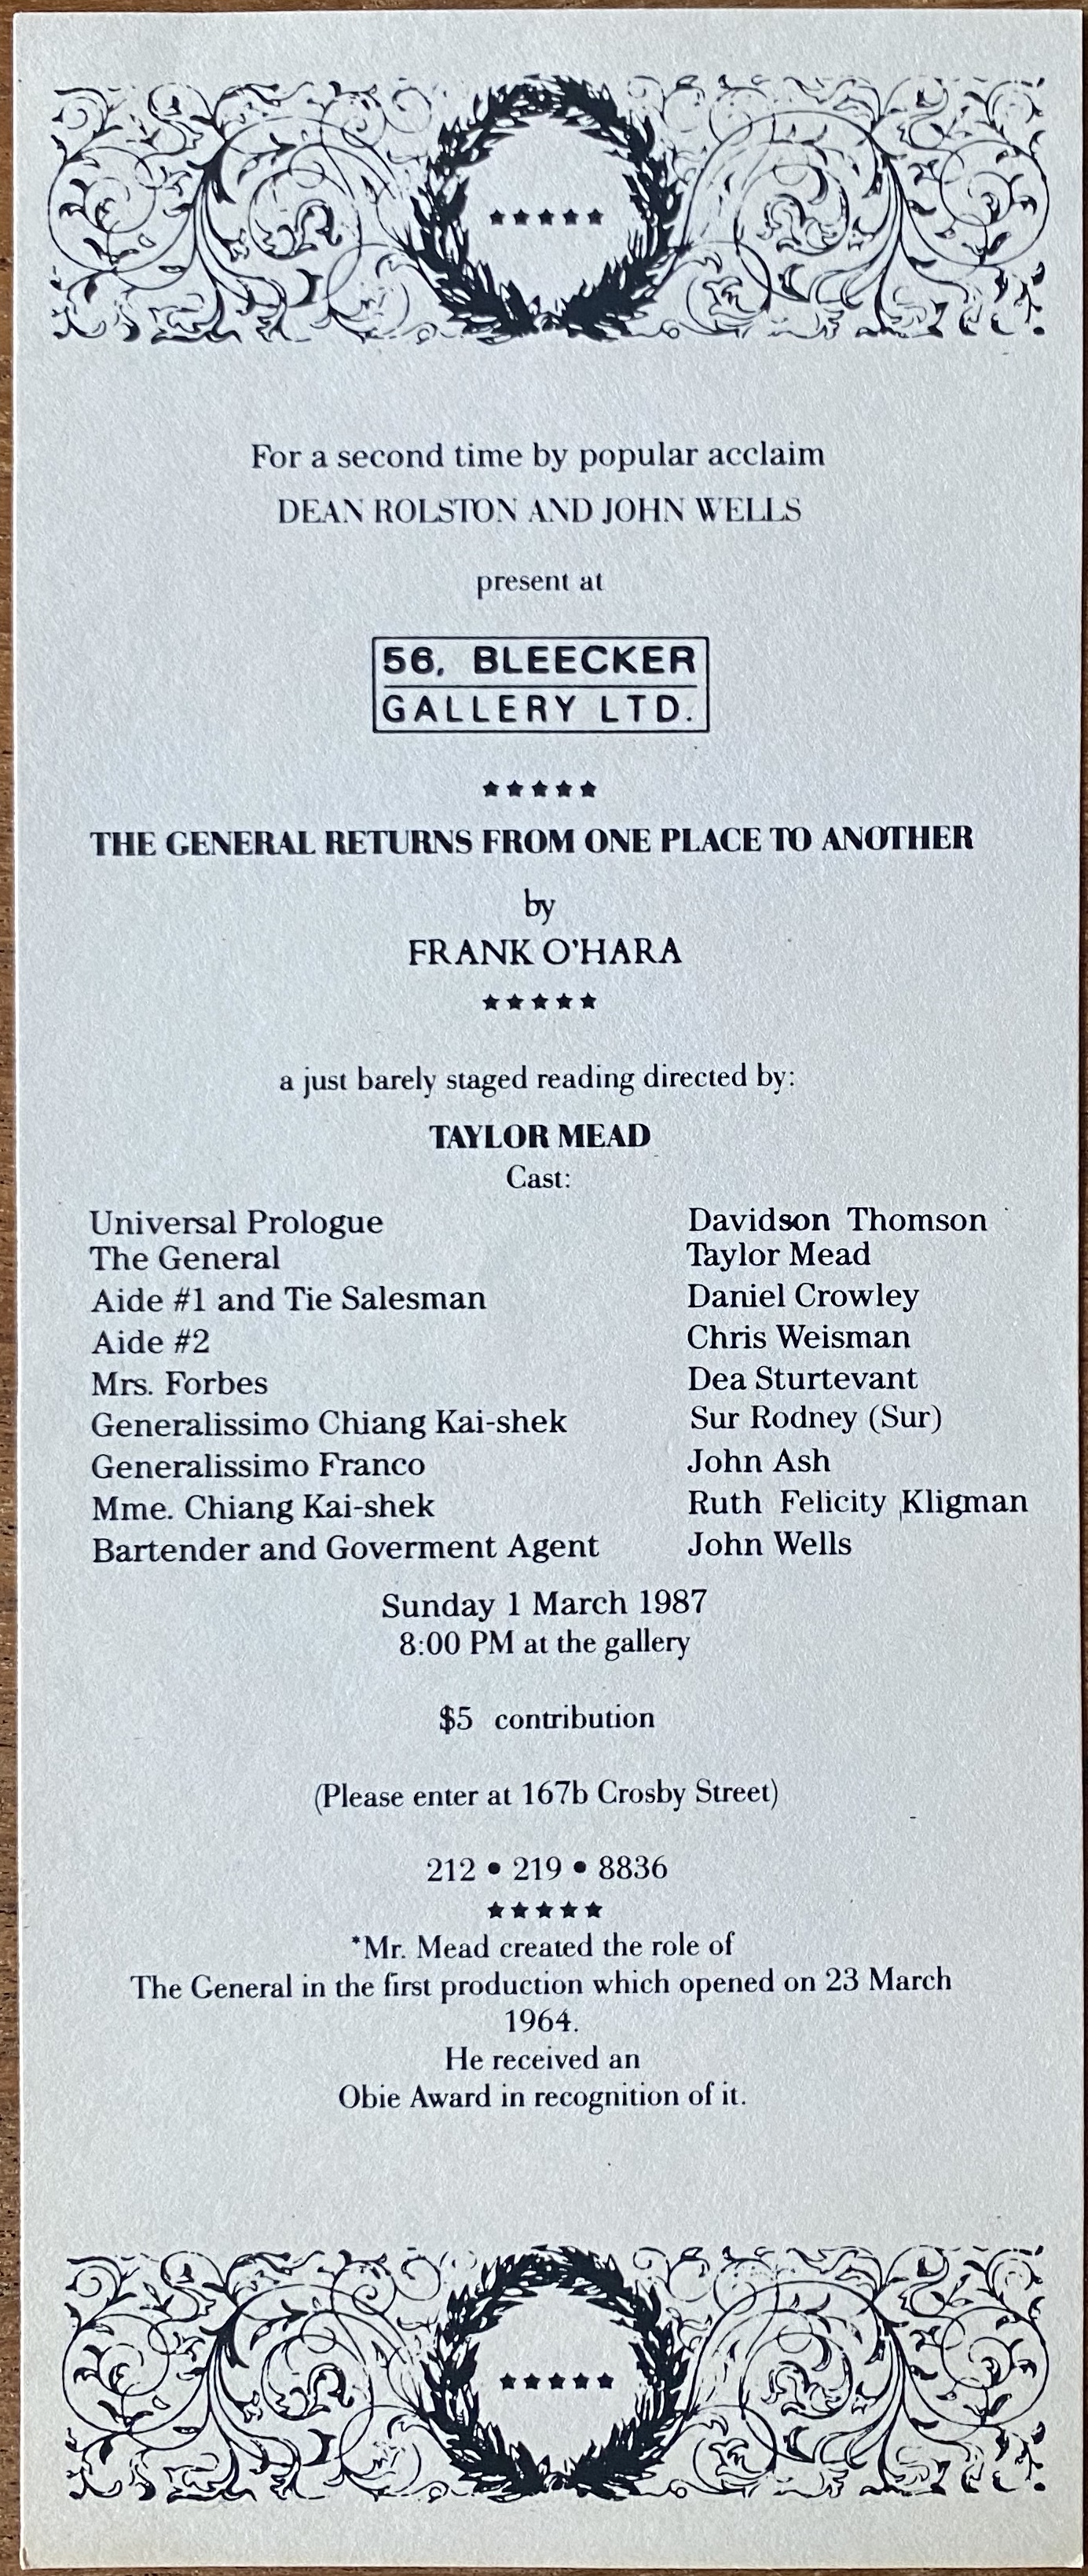 ★★★★★
For a second time by popular acclaim
DEAN ROLSTON AND JOHN WELLS
present at
56, BLEECKER
GALLERY LTD.
★★★★★
THE GENERAL RETURNS FROM ONE PLACE TO ANOTHER
by
FRANK O'HARA
★★★★★
a just barely staged reading directed by:
TAYLOR MEAD
Cast:
Universal Prologue Davidson Thomson
The General Taylor Mead
Aide #1 and Tie Salesman Daniel Crowley
Aide #2 Chris Weisman
Mrs. Forbes Dea Sturtevant
Generalissimo Chiang Kai-shek Sur Rodney (Sur)
Generalissimo Franco John Ash
Mme. Chiang Kai-shek Ruth Felicity Kligman
Bartender and Goverment Agent John Wells
Sunday 1 March 1987
8:00 PM at the gallery
$5 contribution
(Please enter at 167b Crosby Street)
212 • 219 • 8836
★★★★★
*Mr. Mead created the role of
The General in the first production which opened on 23 March
1964.
He received an
Obie Award in recognition of it.
★★★★★